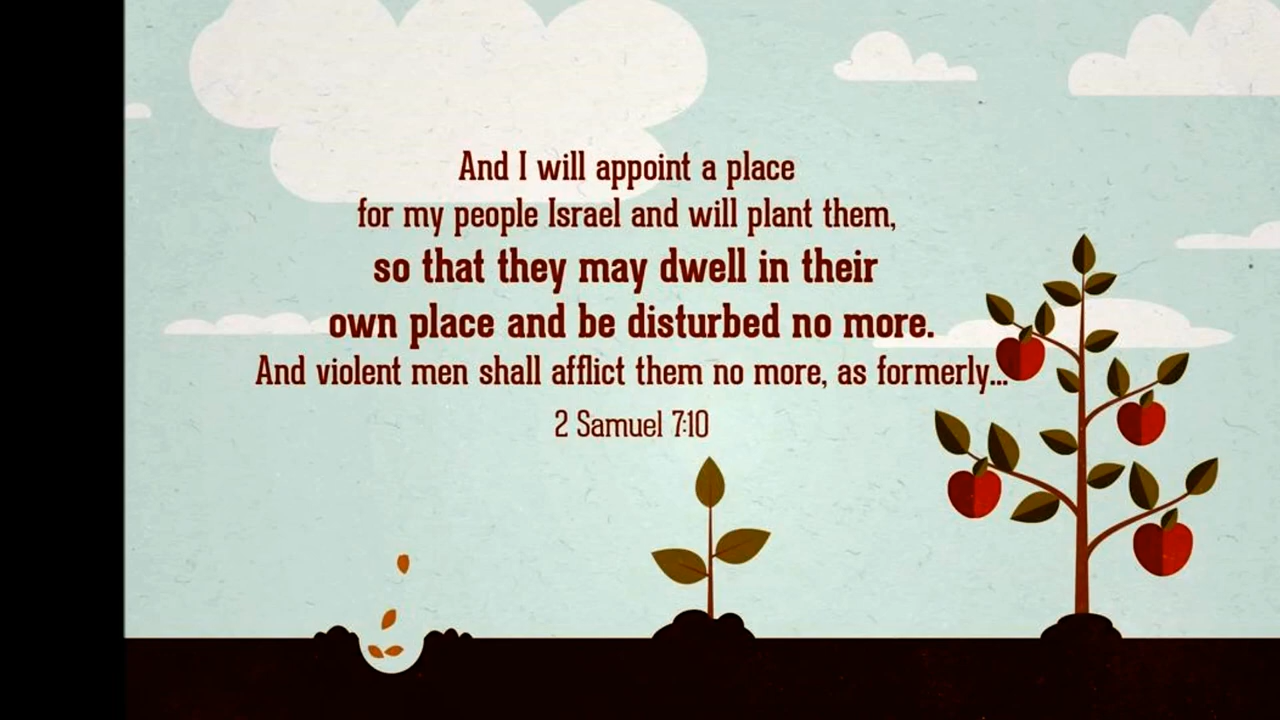 And I will appoint a place
for my people Israel and will plant them,
so that they may dwell in their
own place and be disturbed no more.
And violent men shall afflict them no more, as formerly...
2 Samuel 7:10